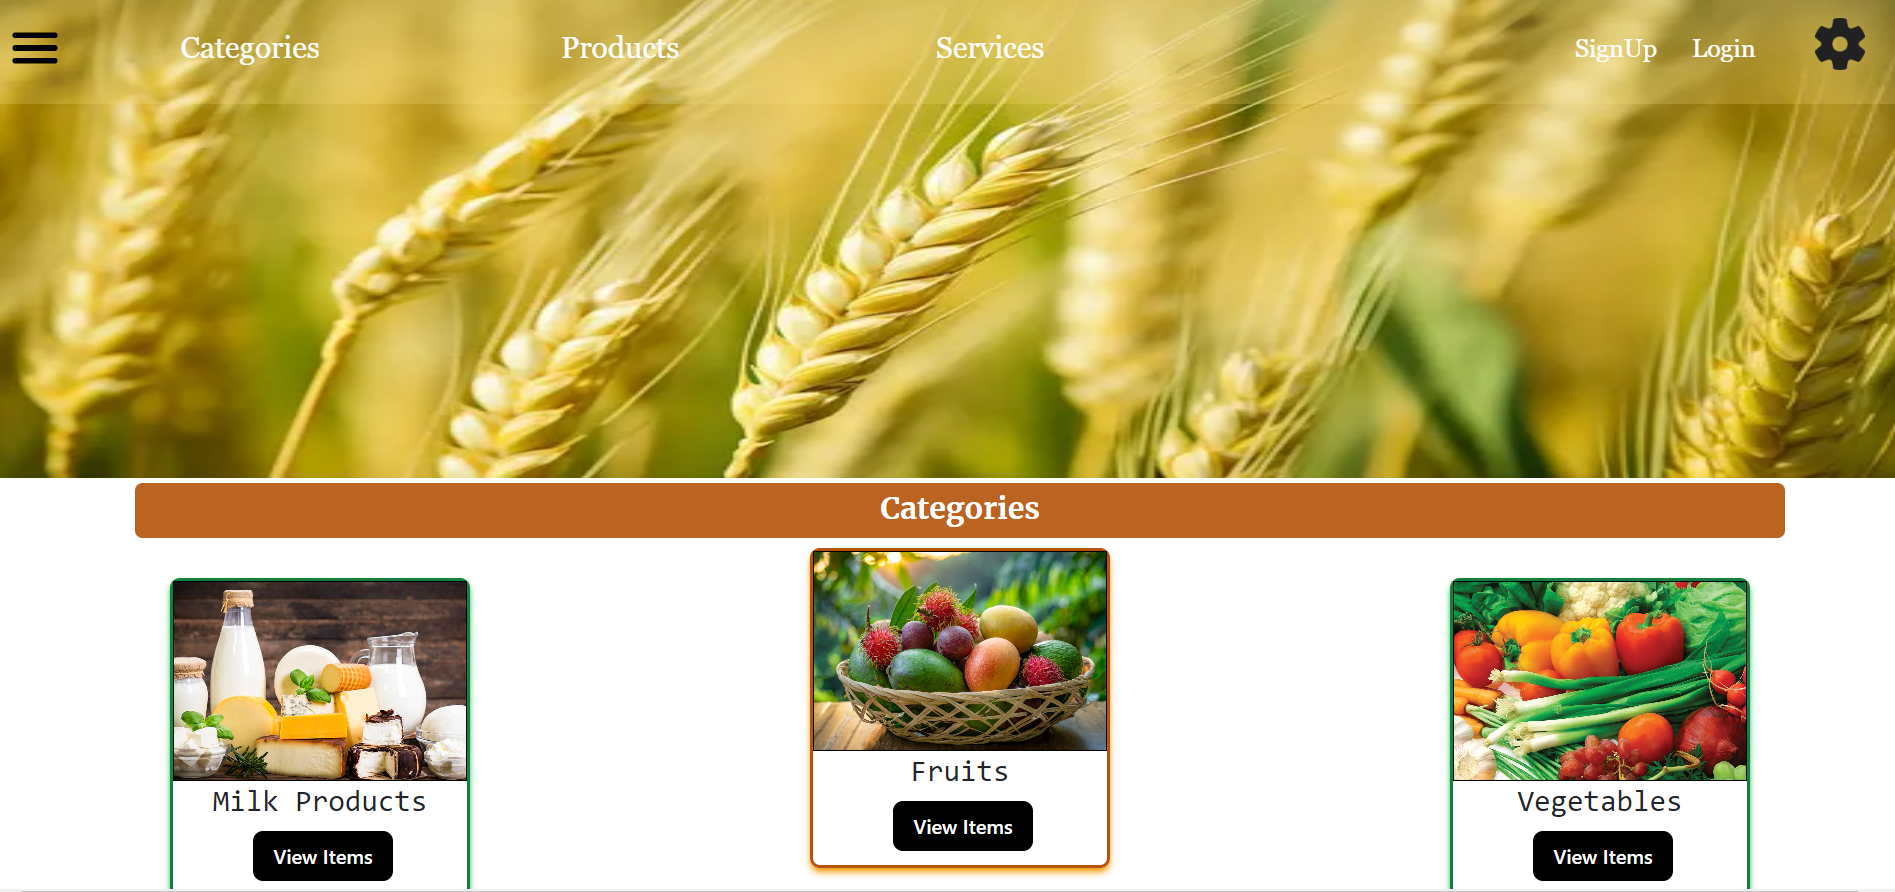 Categories Products Services SignUp Login
Categories
Milk Products
View Items
Fruits
View Items
Vegetables
View Items